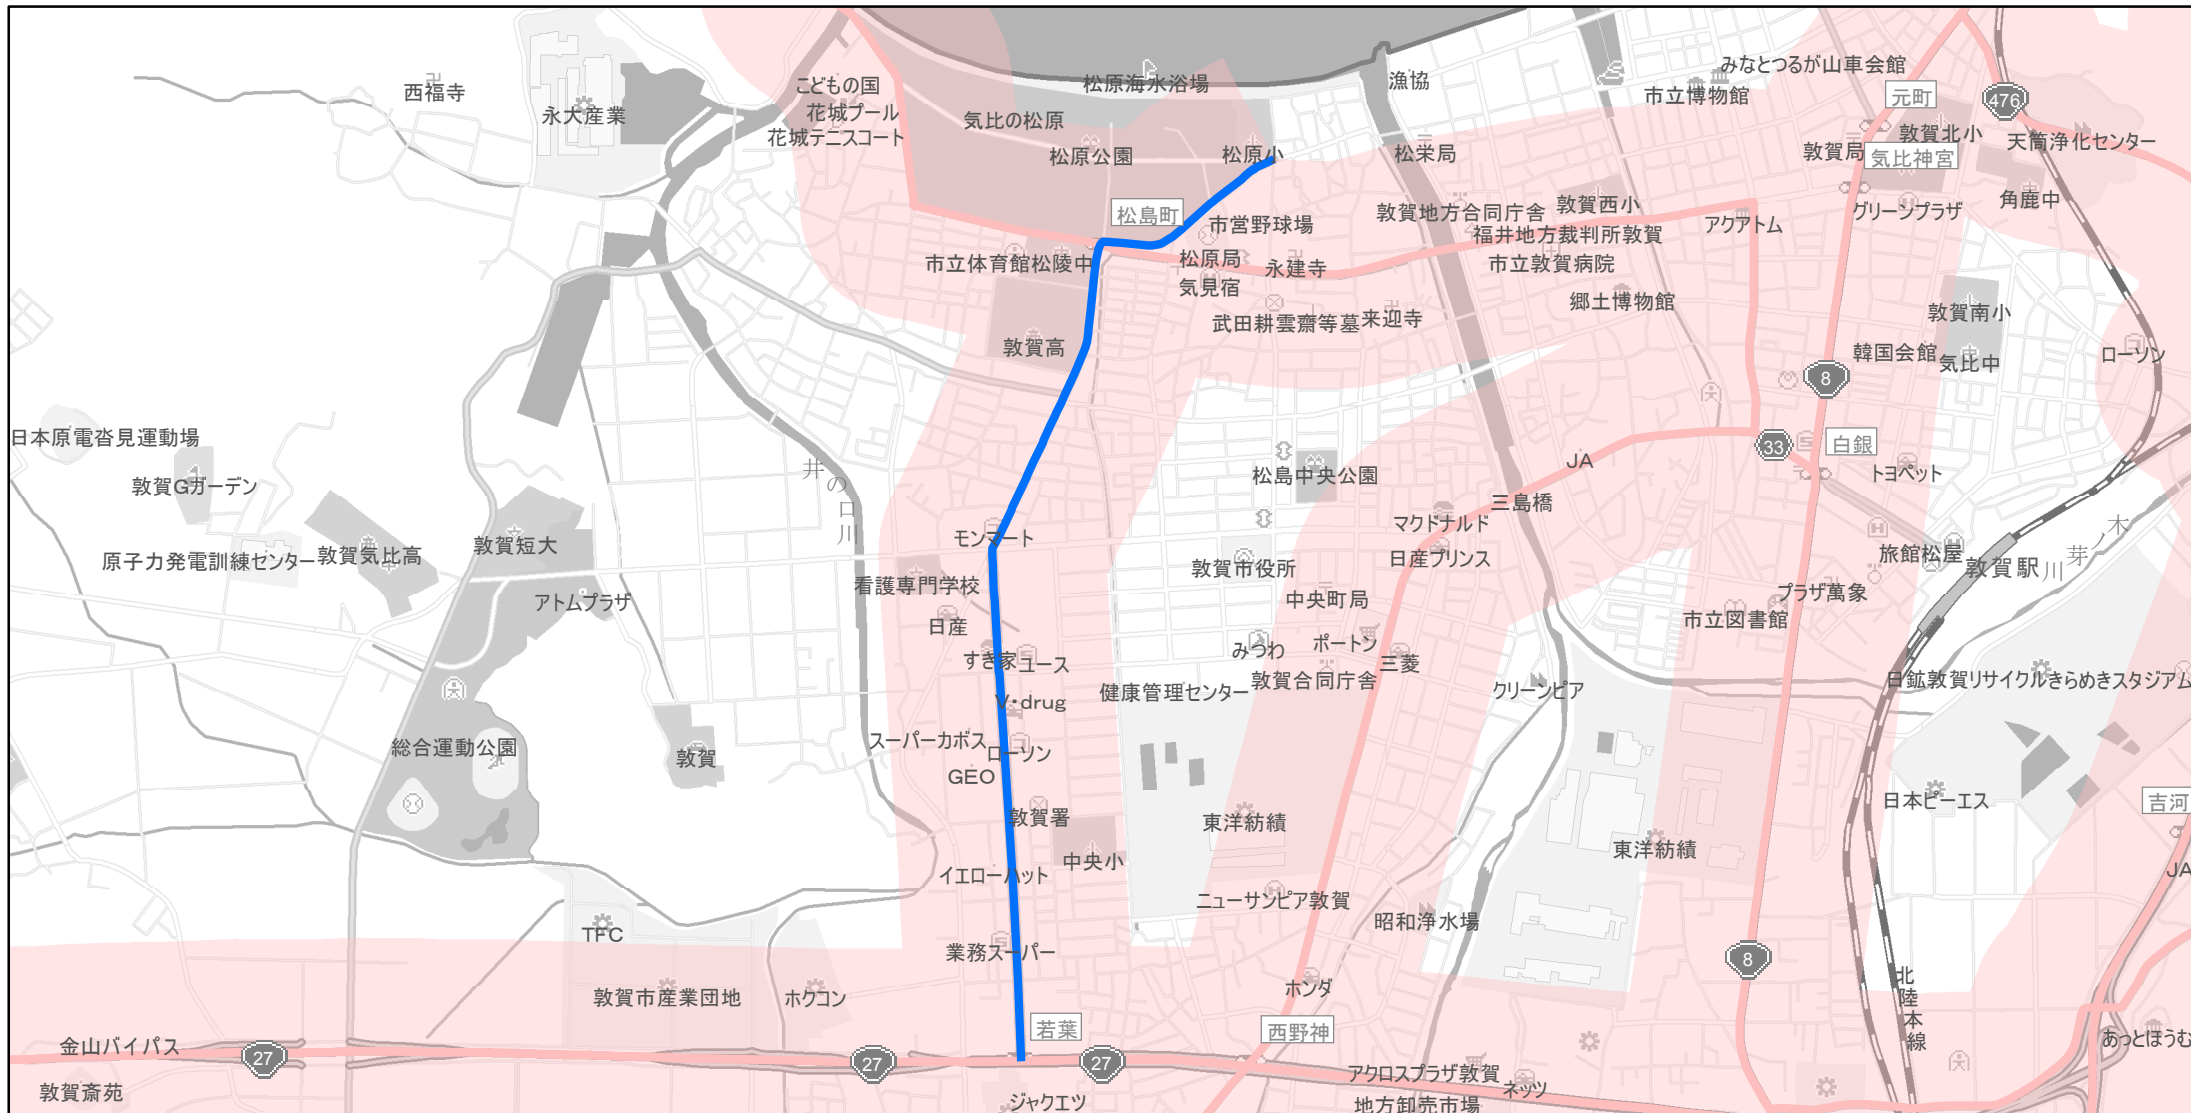 西福寺
永大産業
こどもの国
花城プール
花城テニスコート
気比の松原
松原公園
松原海水浴場
漁協
松原小
松栄局
みなとつるが山車会館
市立博物館
元町
476
敦賀北小
天筒浄化センター
敦賀局
気比神宮
角鹿中
グリーンプラザ
松島町
市営野球場
敦賀地方合同庁舎
敦賀西小
アクアトム
福井地方裁判所敦賀
市立体育館
松陵中
松原局
永建寺
市立敦賀病院
気見宿
郷土博物館
武田耕雲齋等墓
来迎寺
敦賀高
敦賀南小
韓国会館
気比中
ローソン
8
日本原電沓見運動場
敦賀Gガーデン
井の口川
松島中央公園
JA
33
白銀
トヨペット
三島橋
マクドナルド
モンマート
原子力発電訓練センター
敦賀気比高
敦賀短大
敦賀市役所
日産プリンス
旅館松屋
敦賀駅
木ノ芽川
看護専門学校
アトムプラザ
中央町局
プラザ萬象
市立図書館
日産
すき家
ユース
みつわ
ポートン
三菱
敦賀合同庁舎
健康管理センター
クリーンピア
日鉱敦賀リサイクル
きらめきスタジアム
V・drug
スーパーカボス
ローソン
GEO
総合運動公園
敦賀
敦賀署
東洋紡績
日本ピーエス
吉河
中央小
東洋紡績
JA
イエローハット
ニューサンピア敦賀
昭和浄水場
TFC
業務スーパー
8
敦賀市産業団地
ホクコン
ホンダ
北陸本線
若葉
西野神
金山バイパス
27
27
27
あっとほうむ
敦賀斎苑
アクロスプラザ敦賀
ネッツ
ジャクエツ
地方卸売市場